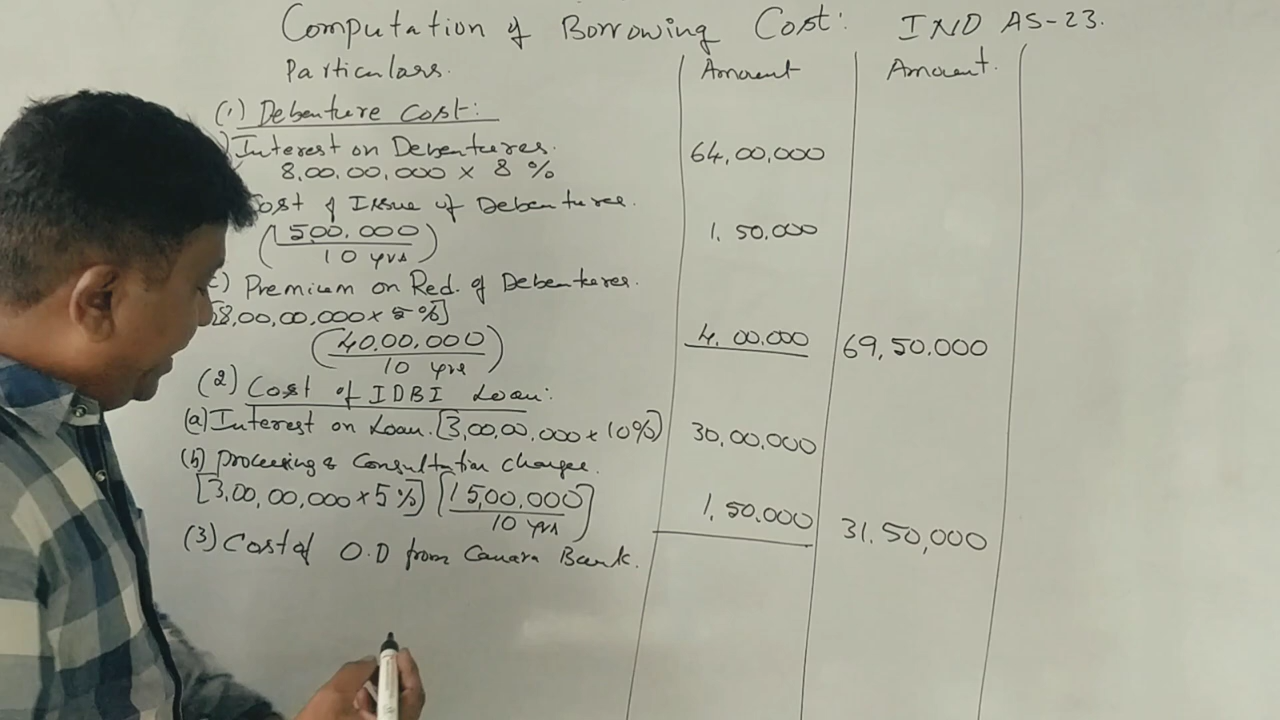 Computation of Borrowing Cost: IND AS-23.
Particulars. Amount Amount.
(1) Debenture Cost:
)Interest on Debentures. 64,00,000
8,00,00,000 x 8%
Cost of Issue of Debentures. 1,50,000
(500,000 / 10 yrs)
c) Premium on Red. of Debentures.
[8,00,00,000 x 5%]
(40,00,000 / 10 yrs) 4,00,000 69,50,000
(2) Cost of IDBI Loan:
(a) Interest on Loan. [3,00,00,000 x 10%] 30,00,000
(b) Processing & Consultation Charges.
[3,00,00,000 x 5%] [15,00,000 / 10 yrs] 1,50,000 31,50,000
(3) Cost of O.D from Canara Bank.